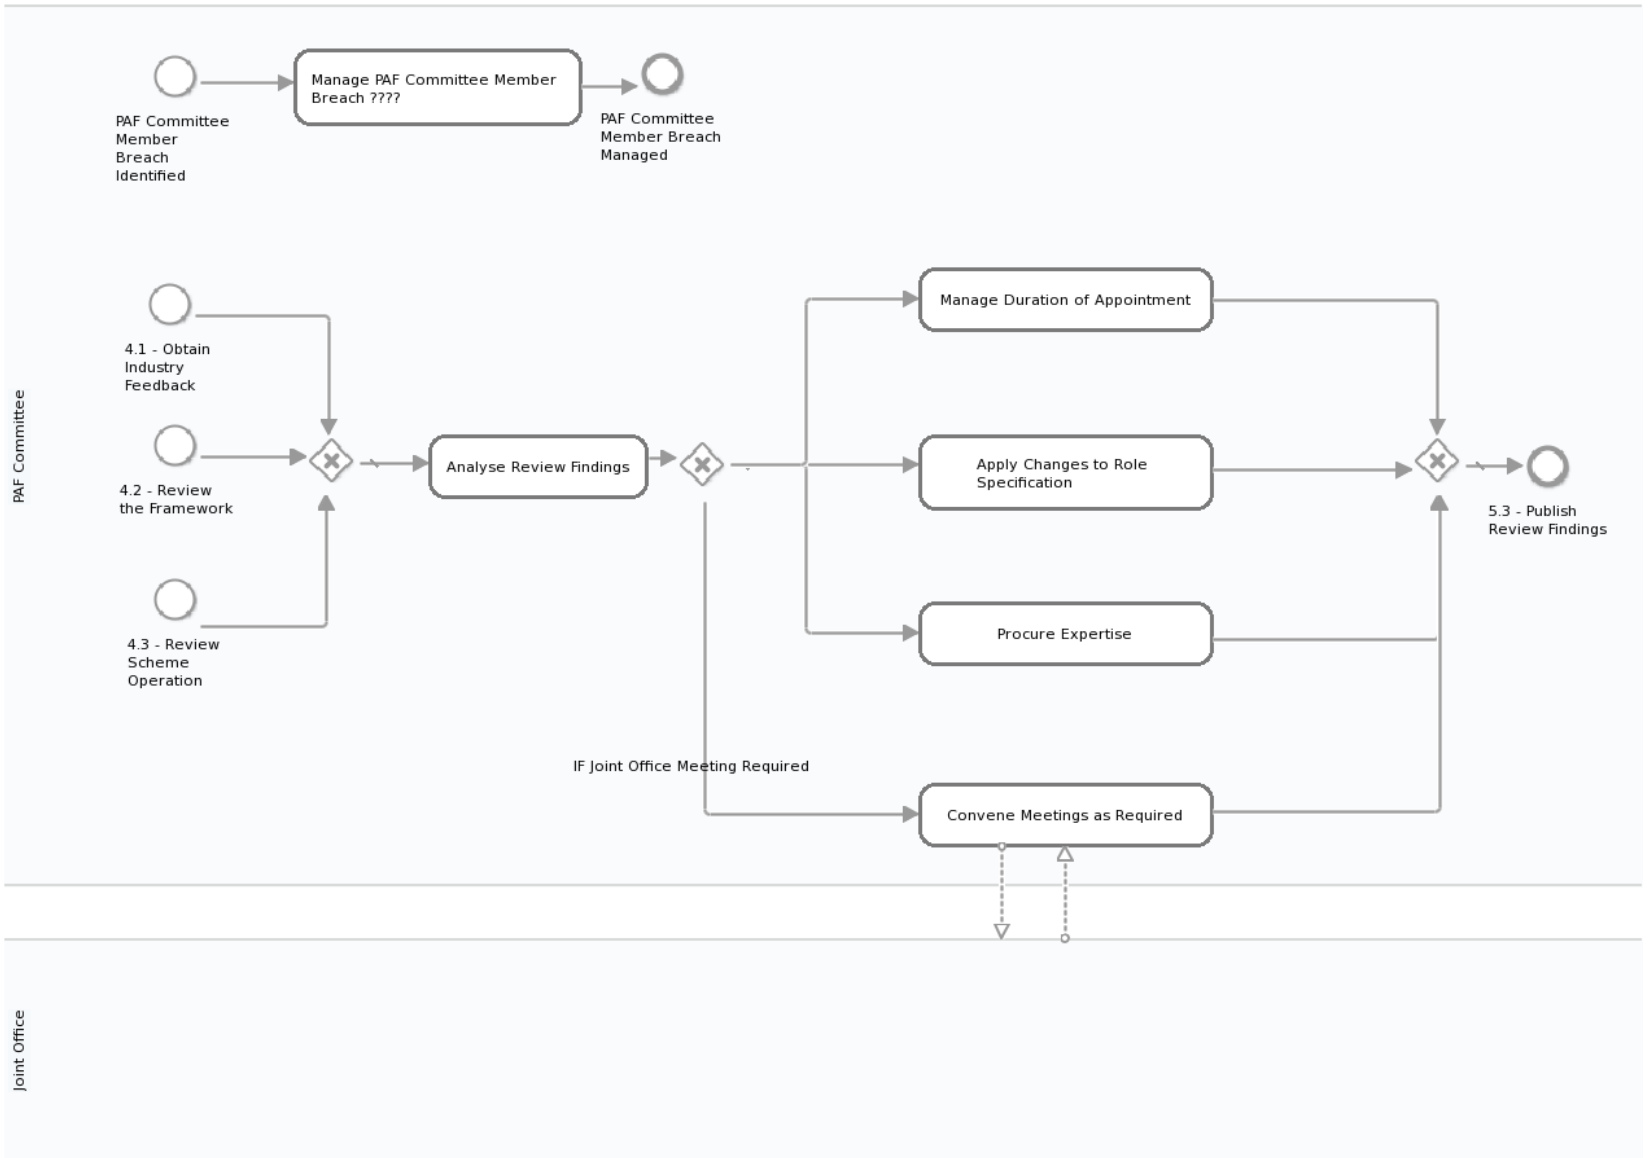 Manage PAF Committee Member
Breach ????
PAF Committee
Member
Breach
Identified
PAF Committee
Member Breach
Managed
PAF Committee
4.1 - Obtain
Industry
Feedback
4.2 - Review
the Framework
4.3 - Review
Scheme
Operation
Analyse Review Findings
Manage Duration of Appointment
Apply Changes to Role
Specification
Procure Expertise
IF Joint Office Meeting Required
Convene Meetings as Required
5.3 - Publish
Review Findings
Joint Office